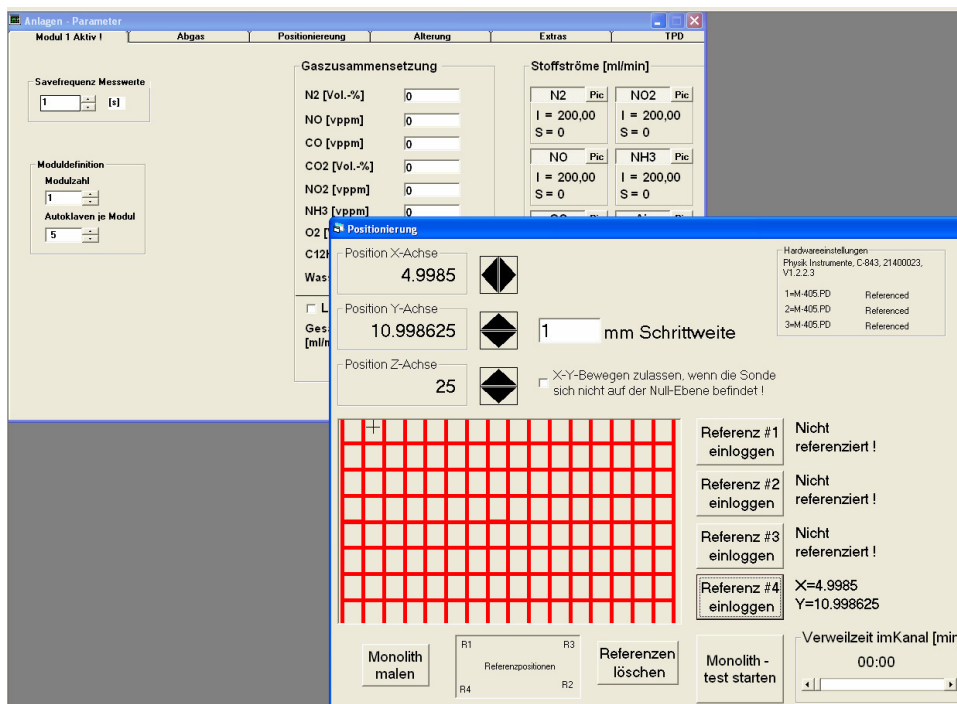 Anlagen - Parameter
Modul 1 Aktiv !
Abgas
Positioniereung
Alterung
Extras
TPD
Savefrequenz Messwerte
1
[s]
Moduldefinition
Modulzahl
1
Autoklaven je Modul
5
Gaszusammensetzung
N2 [Vol.-%]
0
NO [vppm]
0
CO [vppm]
0
CO2 [Vol.-%]
0
NO2 [vppm]
0
NH3 [vppm]
0
O2
C12
Was
L
Ges
Stoffströme [ml/min]
N2 Pic
I = 200,00
S = 0
NO2 Pic
I = 200,00
S = 0
NO Pic
I = 200,00
S = 0
NH3 Pic
I = 200,00
S = 0
Positionierung
Position X-Achse
4.9985
Position Y-Achse
10.998625
Position Z-Achse
25
1
mm Schrittweite
X-Y-Bewegen zulassen, wenn die Sonde
sich nicht auf der Null-Ebene befindet !
Hardwareeinstellungen
Physik Instrumente, C-843, 21400023,
V1.2.2.3
1=M-405.PD Referenced
2=M-405.PD Referenced
3=M-405.PD Referenced
Referenz #1
einloggen
Nicht
referenziert !
Referenz #2
einloggen
Nicht
referenziert !
Referenz #3
einloggen
Nicht
referenziert !
Referenz #4
einloggen
X=4.9985
Y=10.998625
Monolith
malen
R1
R3
Referenzpositionen
R4
R2
Referenzen
löschen
Monolith -
test starten
Verweilzeit imKanal [min
00:00